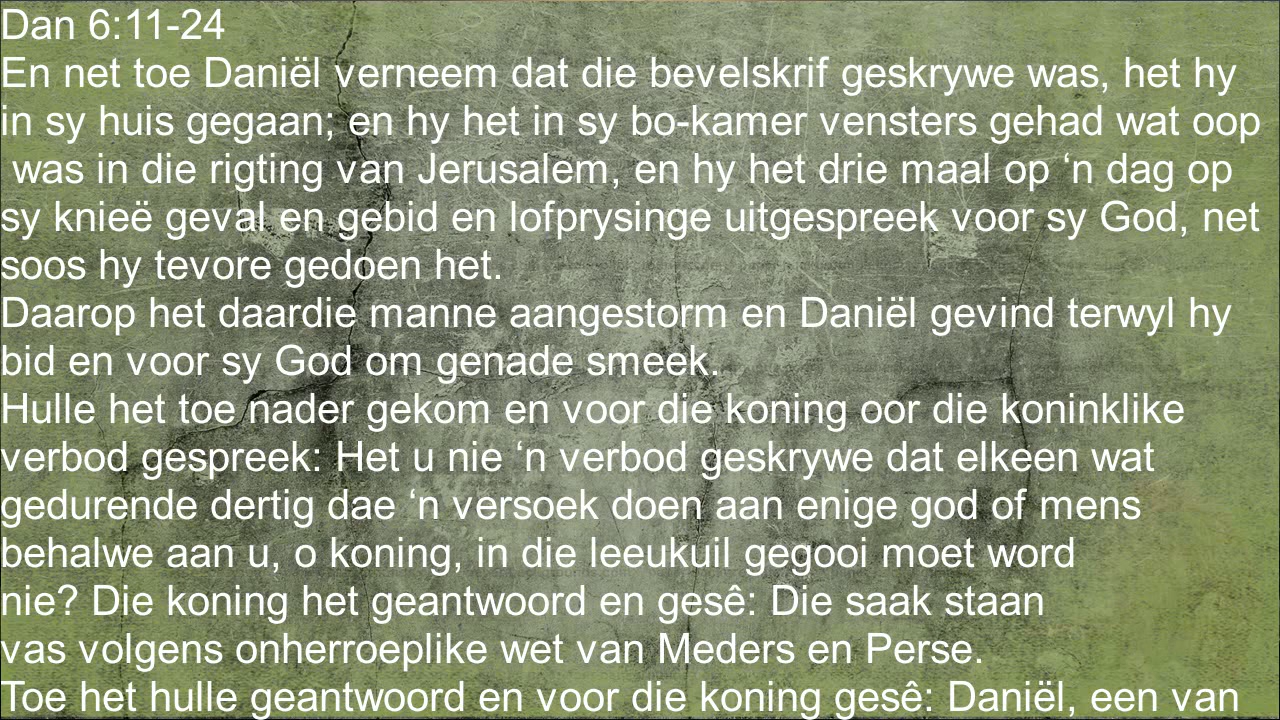 Dan 6:11-24
En net toe Daniël verneem dat die bevelskrif geskrywe was, het hy
in sy huis gegaan; en hy het in sy bo-kamer vensters gehad wat oop
was in die rigting van Jerusalem, en hy het drie maal op ‘n dag op
sy knieë geval en gebid en lofprysinge uitgespreek voor sy God, net
soos hy tevore gedoen het.
Daarop het daardie manne aangestorm en Daniël gevind terwyl hy
bid en voor sy God om genade smeek.
Hulle het toe nader gekom en voor die koning oor die koninklike
verbod gespreek: Het u nie ‘n verbod geskrywe dat elkeen wat
gedurende dertig dae ‘n versoek doen aan enige god of mens
behalwe aan u, o koning, in die leeukuil gegooi moet word
nie? Die koning het geantwoord en gesê: Die saak staan
vas volgens onherroeplike wet van Meders en Perse.
Toe het hulle geantwoord en voor die koning gesê: Daniël, een van